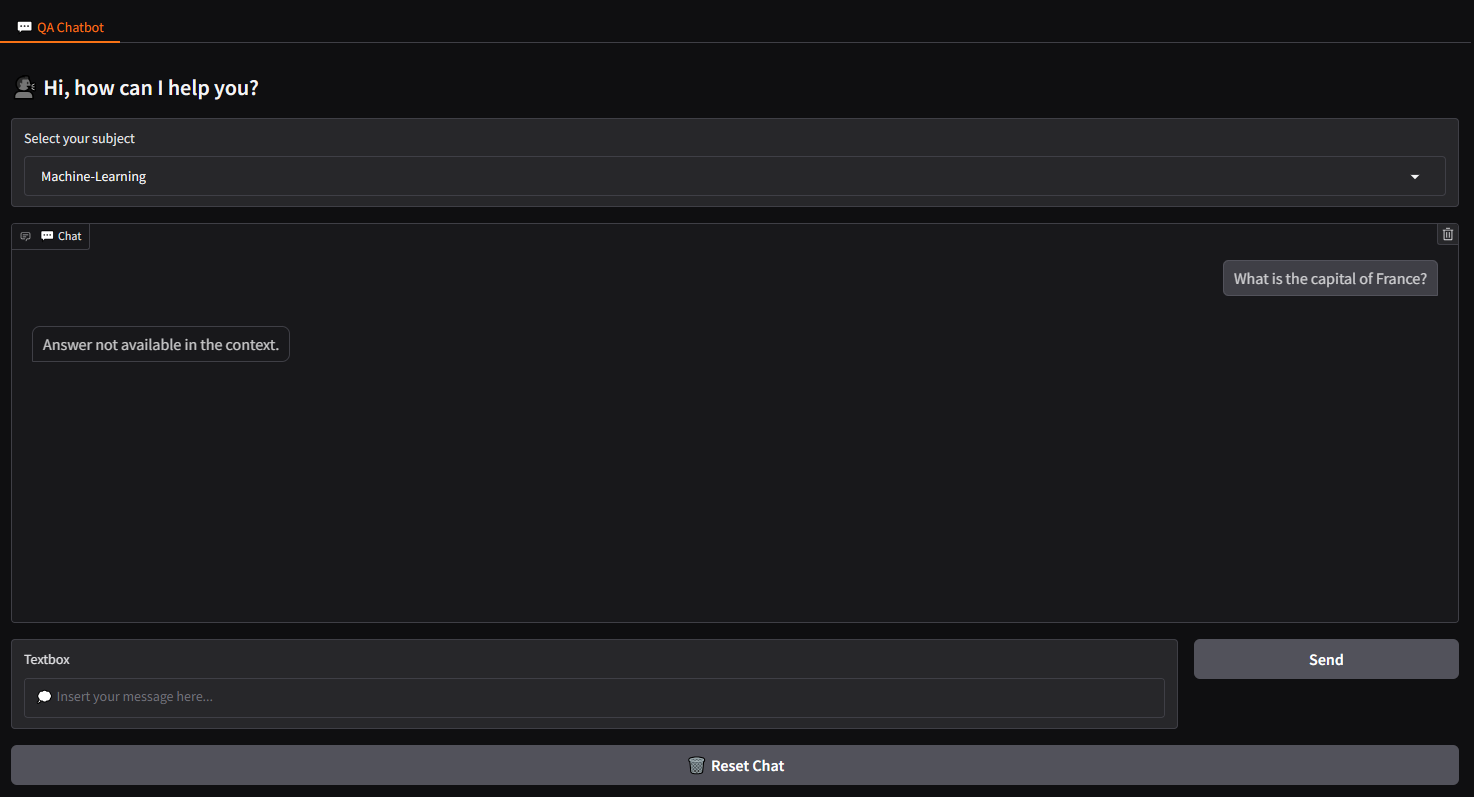 QA Chatbot
Hi, how can I help you?
Select your subject
Machine-Learning
Chat
What is the capital of France?
Answer not available in the context.
Textbox
Insert your message here...
Send
Reset Chat